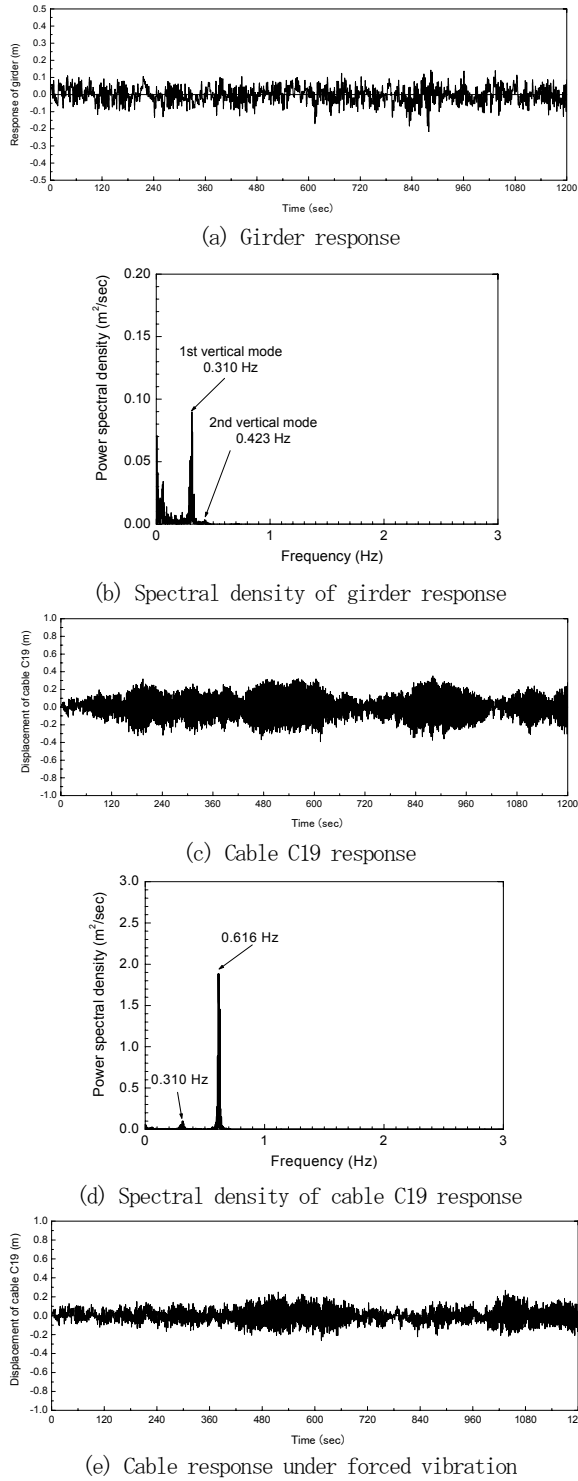 0.5
0.4
0.3
0.2
0.1
0.0
-0.1
-0.2
-0.3
-0.4
-0.5
Response of girder (m)
0 120 240 360 480 600 720 840 960 1080 1200
Time (sec)
(a) Girder response
0.20
0.15
0.10
0.05
0.00
Power spectral density (m²/sec)
1st vertical mode
0.310 Hz
2nd vertical mode
0.423 Hz
0 1 2 3
Frequency (Hz)
(b) Spectral density of girder response
1.0
0.8
0.6
0.4
0.2
0.0
-0.2
-0.4
-0.6
-0.8
-1.0
Displacement of cable C19 (m)
0 120 240 360 480 600 720 840 960 1080 1200
Time (sec)
(c) Cable C19 response
3.0
2.5
2.0
1.5
1.0
0.5
0.0
Power spectral density (m²/sec)
0.616 Hz
0.310 Hz
0 1 2 3
Frequency (Hz)
(d) Spectral density of cable C19 response
1.0
0.8
0.6
0.4
0.2
0.0
-0.2
-0.4
-0.6
-0.8
-1.0
Displacement of cable C19 (m)
0 120 240 360 480 600 720 840 960 1080 1200
Time (sec)
(e) Cable response under forced vibration